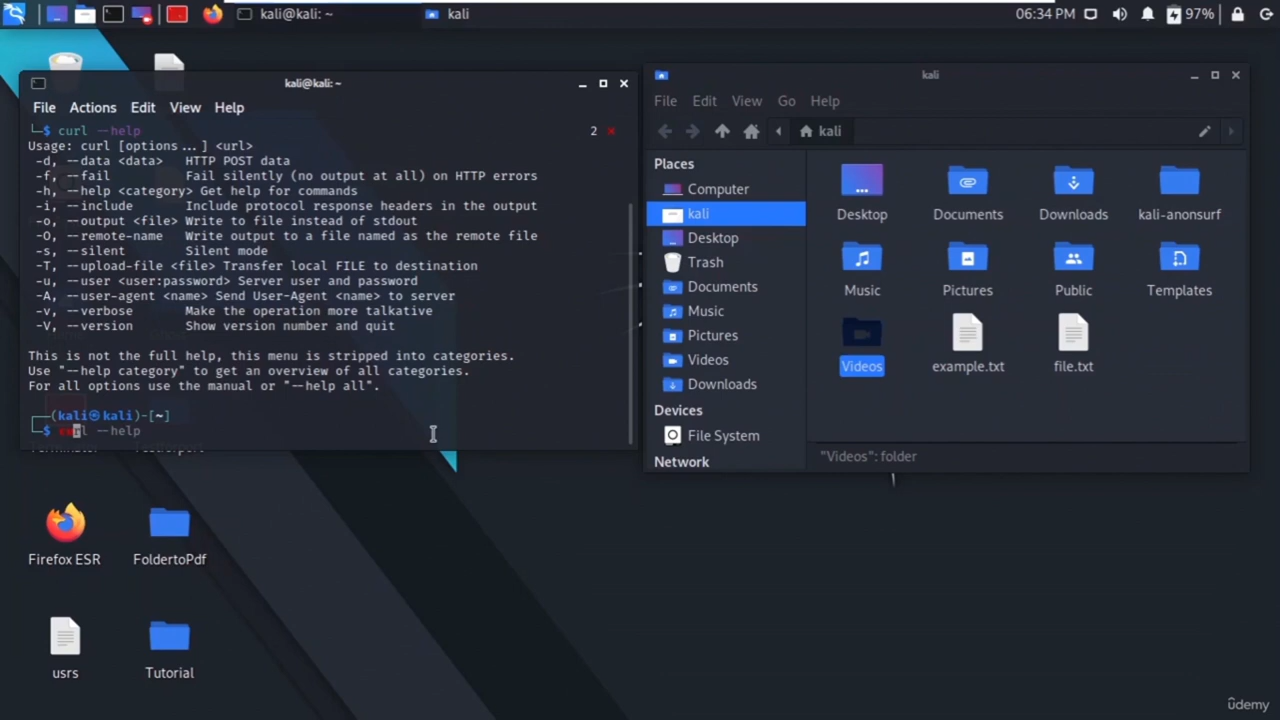 kali@kali: ~
kali
06:34 PM
97%
kali@kali: ~
File Actions Edit View Help
└─$ curl --help
2 ✗
Usage: curl [options...] <url>
-d, --data <data> HTTP POST data
-f, --fail Fail silently (no output at all) on HTTP errors
-h, --help <category> Get help for commands
-i, --include Include protocol response headers in the output
-o, --output <file> Write to file instead of stdout
-O, --remote-name Write output to a file named as the remote file
-s, --silent Silent mode
-T, --upload-file <file> Transfer local FILE to destination
-u, --user <user:password> Server user and password
-A, --user-agent <name> Send User-Agent <name> to server
-v, --verbose Make the operation more talkative
-V, --version Show version number and quit
This is not the full help, this menu is stripped into categories.
Use "--help category" to get an overview of all categories.
For all options use the manual or "--help all".
┌──(kali㉿kali)-[~]
└─$ curl --help
kali
File Edit View Go Help
kali
Places
Computer
kali
Desktop
Trash
Documents
Music
Pictures
Videos
Downloads
Devices
File System
Network
Desktop
Documents
Downloads
kali-anonsurf
Music
Pictures
Public
Templates
Videos
example.txt
file.txt
"Videos": folder
Firefox ESR
FoldertoPdf
usrs
Tutorial
ûdemy